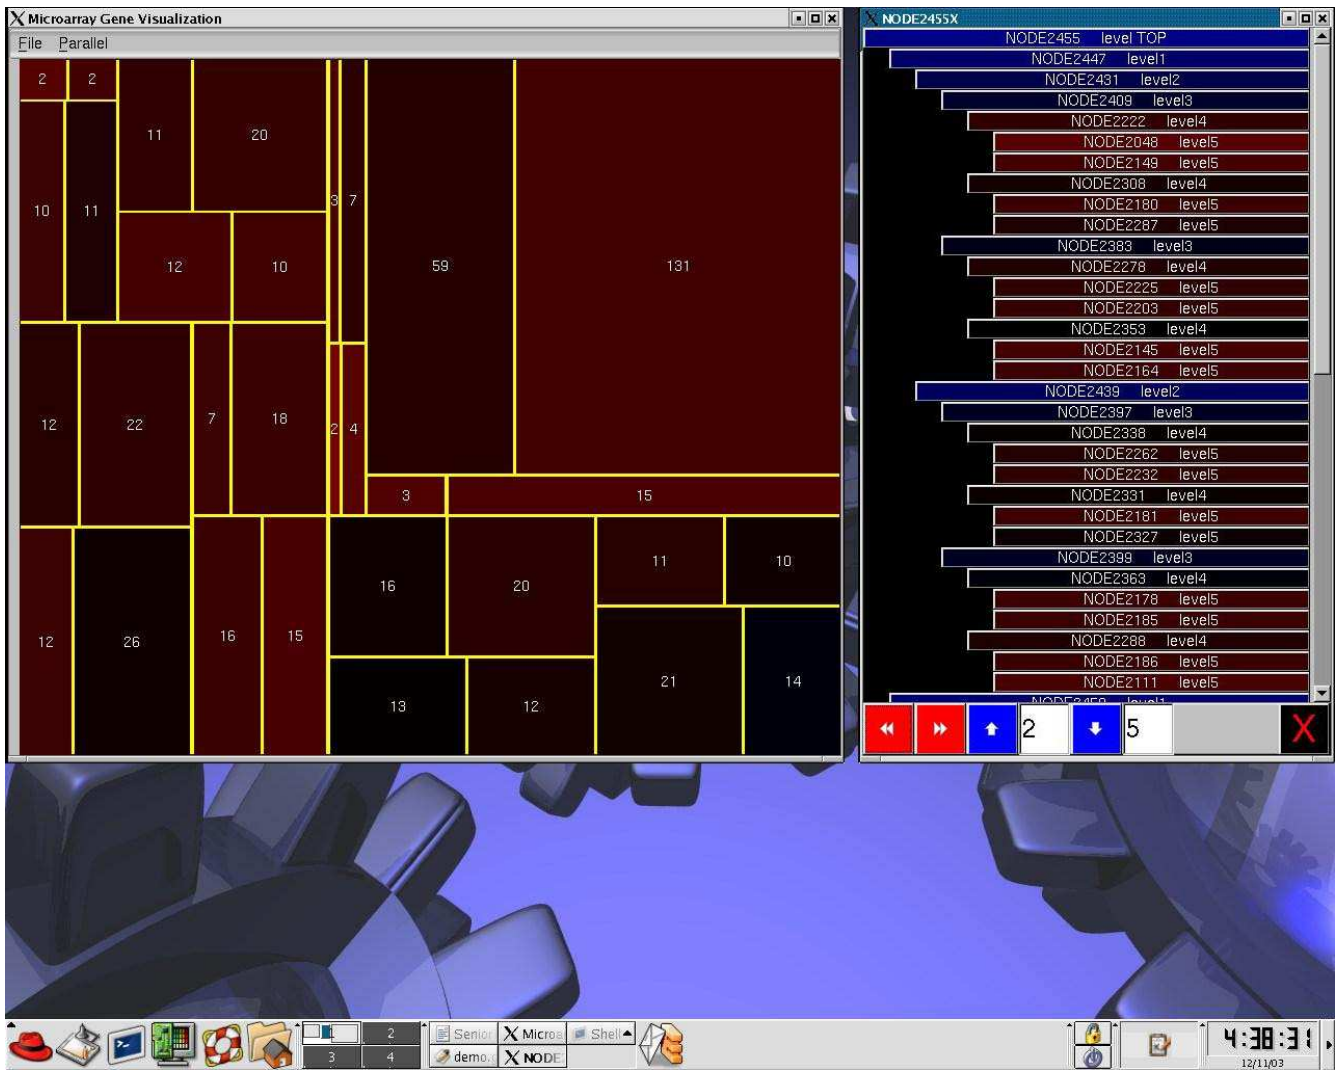 Microarray Gene Visualization
File Parallel
2 2
11 20
10 11
3 7
12 10
59 131
12 22 7 18
2 4
3 15
16 20 11 10
12 26 16 15
21 14
13 12
NODE2455X
NODE2455 level TOP
NODE2447 level1
NODE2431 level2
NODE2409 level3
NODE2222 level4
NODE2048 level5
NODE2149 level5
NODE2308 level4
NODE2180 level5
NODE2287 level5
NODE2383 level3
NODE2278 level4
NODE2225 level5
NODE2203 level5
NODE2353 level4
NODE2145 level5
NODE2164 level5
NODE2439 level2
NODE2397 level3
NODE2338 level4
NODE2262 level5
NODE2232 level5
NODE2331 level4
NODE2181 level5
NODE2327 level5
NODE2399 level3
NODE2363 level4
NODE2178 level5
NODE2185 level5
NODE2288 level4
NODE2186 level5
NODE2111 level5
2 5 X
2
3 4
Senior Microa Shell
demo. NODE
4:38:31
12/11/03